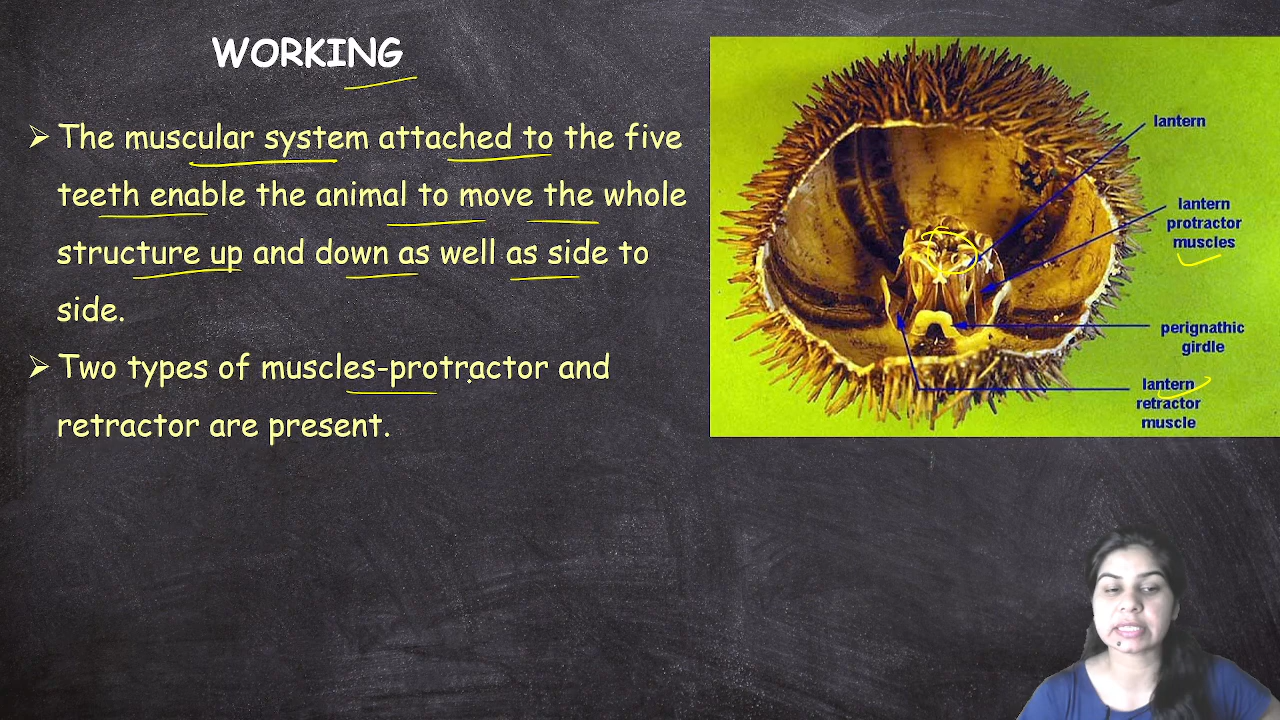 WORKING
➢ The muscular system attached to the five
teeth enable the animal to move the whole
structure up and down as well as side to
side.
➢ Two types of muscles-protractor and
retractor are present.
lantern
lantern
protractor
muscles
perignathic
girdle
lantern
retractor
muscle